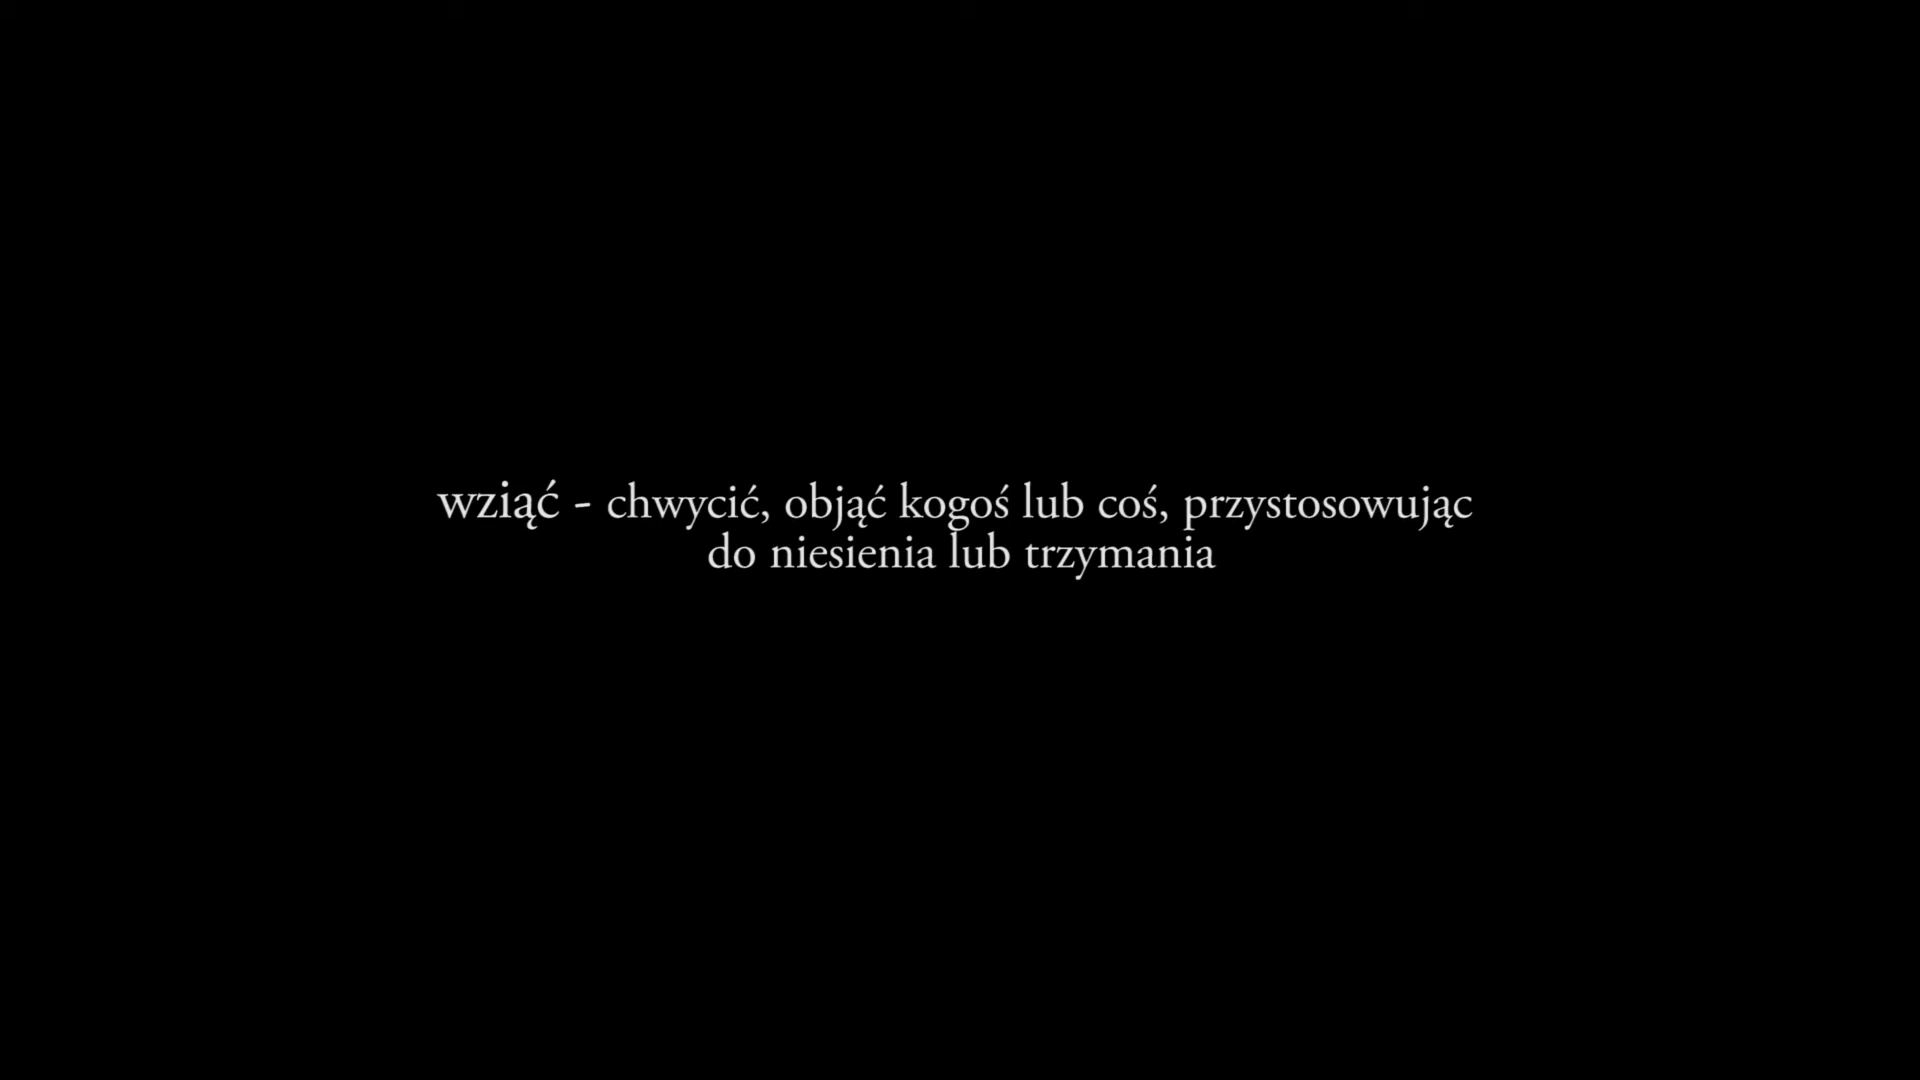 wziąć - chwycić, objąć kogoś lub coś, przystosowując
do niesienia lub trzymania